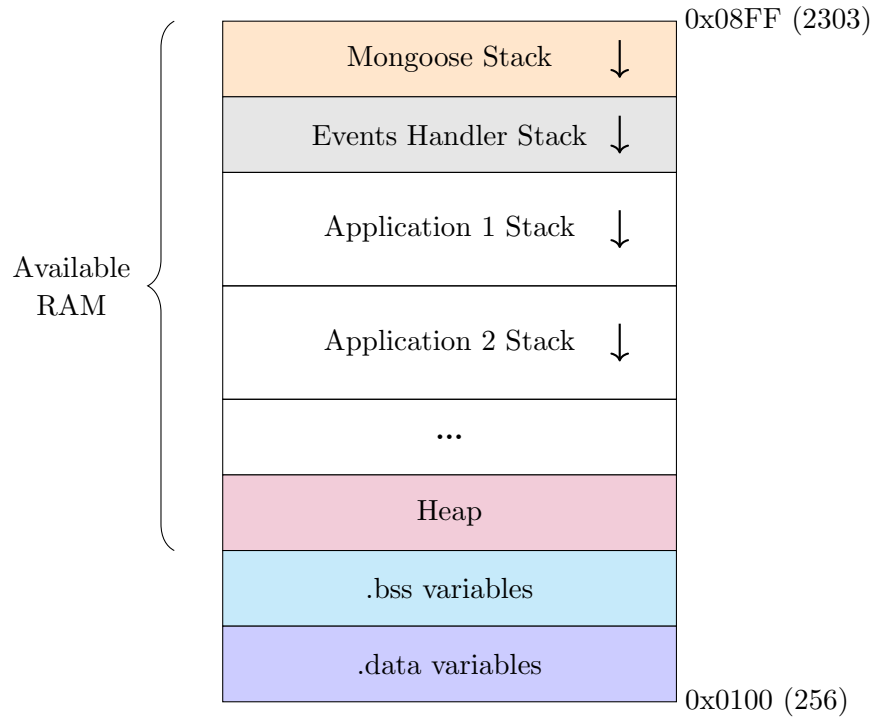 0x08FF (2303)
Mongoose Stack
Events Handler Stack
Application 1 Stack
Available
RAM
Application 2 Stack
...
Heap
.bss variables
.data variables
0x0100 (256)